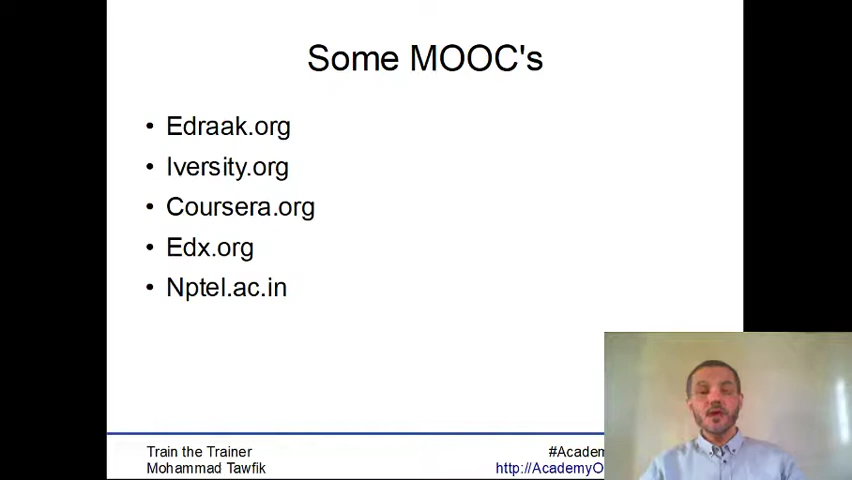 Some MOOC's
• Edraak.org
• Iversity.org
• Coursera.org
• Edx.org
• Nptel.ac.in
Train the Trainer
#Academ
Mohammad Tawfik
http://AcademyO